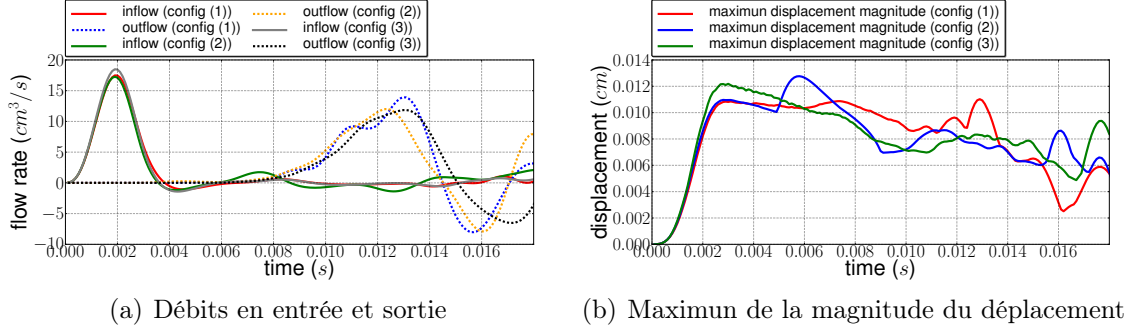 inflow (config (1)) outflow (config (2))
outflow (config (1)) inflow (config (3))
inflow (config (2)) outflow (config (3))
20
15
10
5
0
−5
−10
flow rate (cm³/s)
0.000 0.002 0.004 0.006 0.008 0.010 0.012 0.014 0.016
time (s)
(a) Débits en entrée et sortie
maximun displacement magnitude (config (1))
maximun displacement magnitude (config (2))
maximun displacement magnitude (config (3))
0.014
0.012
0.010
0.008
0.006
0.004
0.002
0.000
displacement (cm)
0.000 0.002 0.004 0.006 0.008 0.010 0.012 0.014 0.016
time (s)
(b) Maximun de la magnitude du déplacement